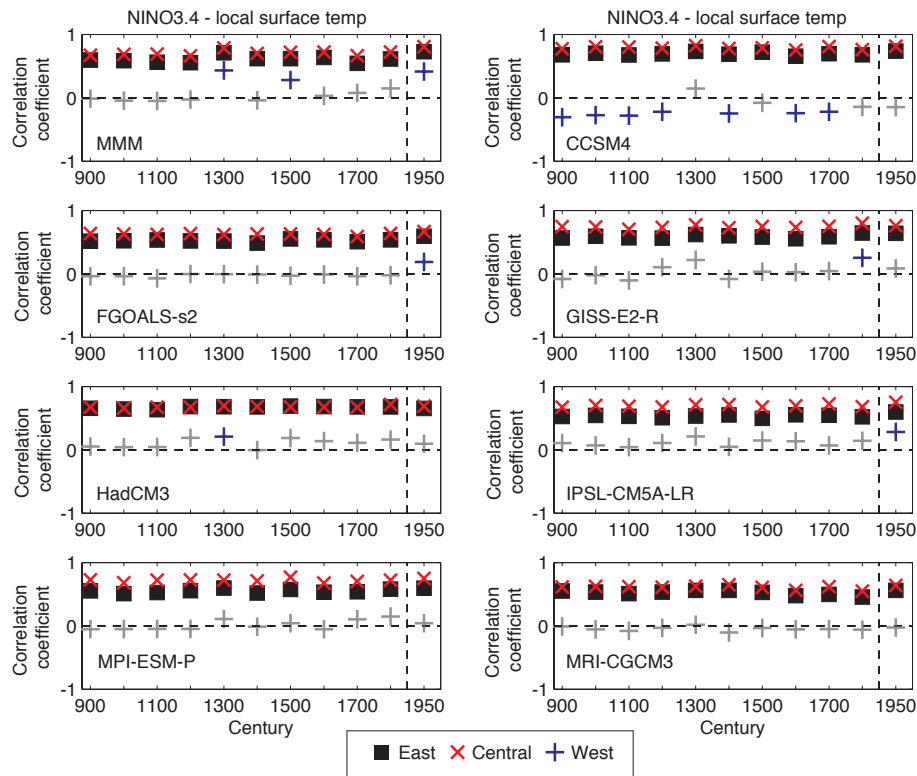 NINO3.4 - local surface temp
NINO3.4 - local surface temp
Correlation coefficient
1
0
-1
MMM
900 1100 1300 1500 1700 1950
Correlation coefficient
1
0
-1
CCSM4
900 1100 1300 1500 1700 1950
Correlation coefficient
1
0
-1
FGOALS-s2
900 1100 1300 1500 1700 1950
Correlation coefficient
1
0
-1
GISS-E2-R
900 1100 1300 1500 1700 1950
Correlation coefficient
1
0
-1
HadCM3
900 1100 1300 1500 1700 1950
Correlation coefficient
1
0
-1
IPSL-CM5A-LR
900 1100 1300 1500 1700 1950
Correlation coefficient
1
0
-1
MPI-ESM-P
900 1100 1300 1500 1700 1950
Century
Correlation coefficient
1
0
-1
MRI-CGCM3
900 1100 1300 1500 1700 1950
Century
East Central West